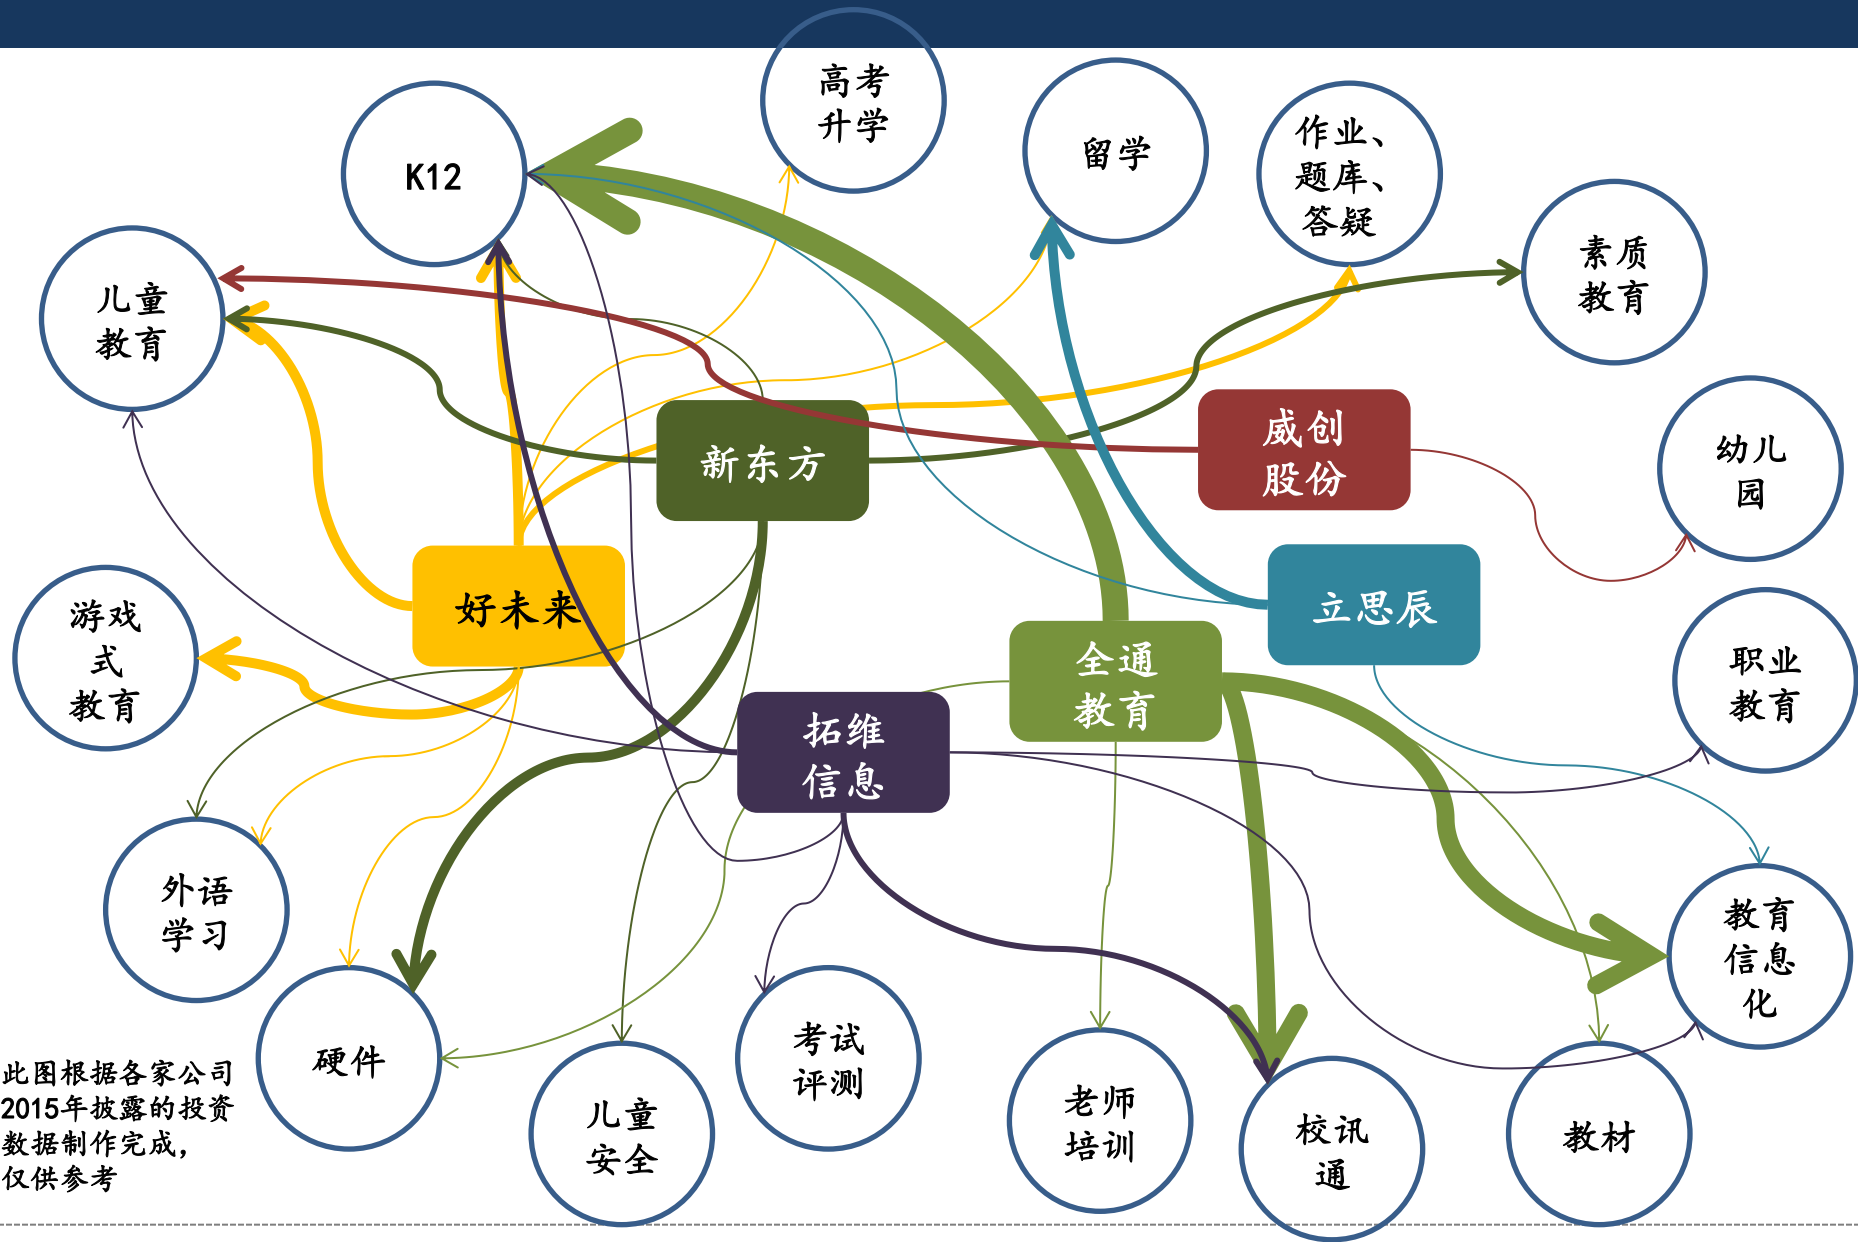 高考
升学
K12
留学
作业、
题库、
答疑
素质
教育
儿童
教育
新东方
威创
股份
幼儿
园
好未来
立思辰
游戏
式
教育
全通
教育
职业
教育
拓维
信息
外语
学习
教育
信息
化
硬件
考试
评测
儿童
安全
老师
培训
校讯
通
教材
此图根据各家公司
2015年披露的投资
数据制作完成，
仅供参考